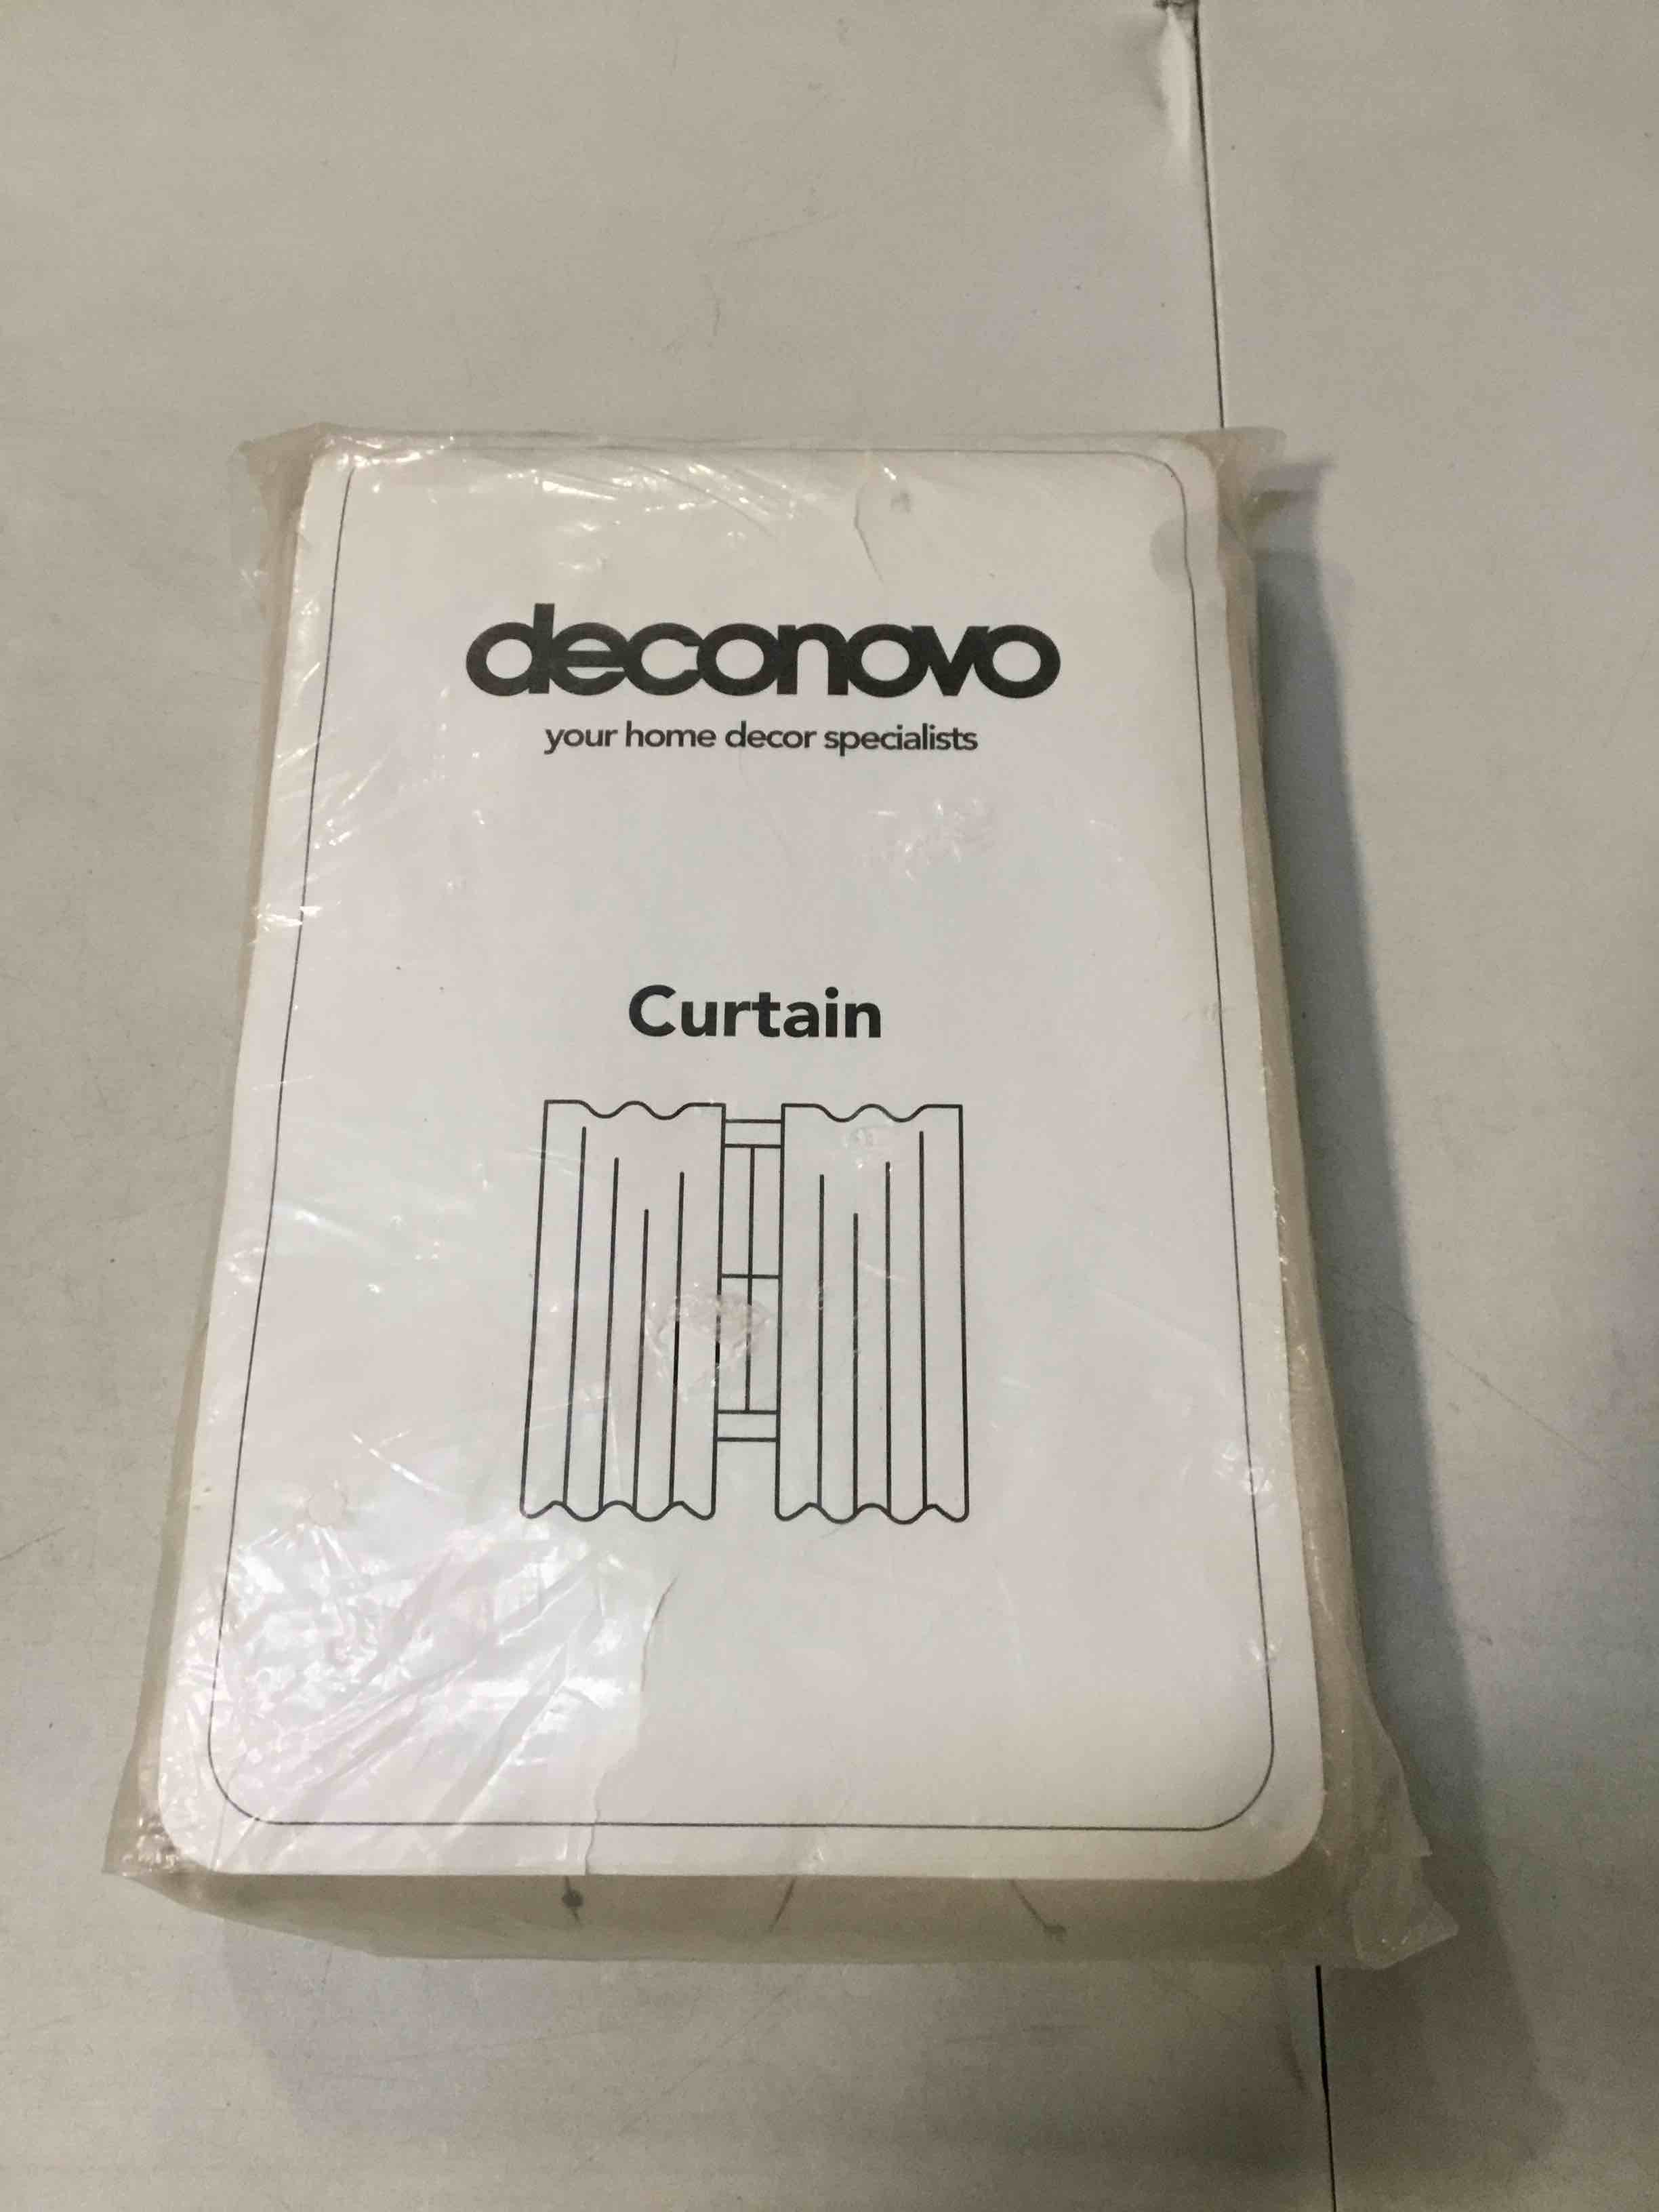 deconovo
your home decor specialists
Curtain